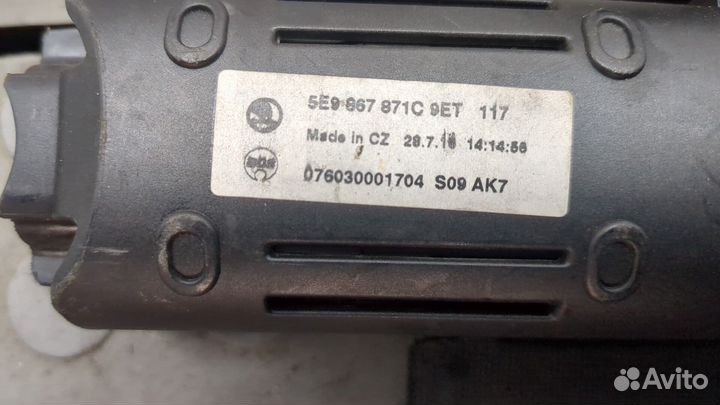 5E9 867 871C 9ET 117
Made in CZ 29.7.16 14:14:56
076030001704 S09 AK7
Avito